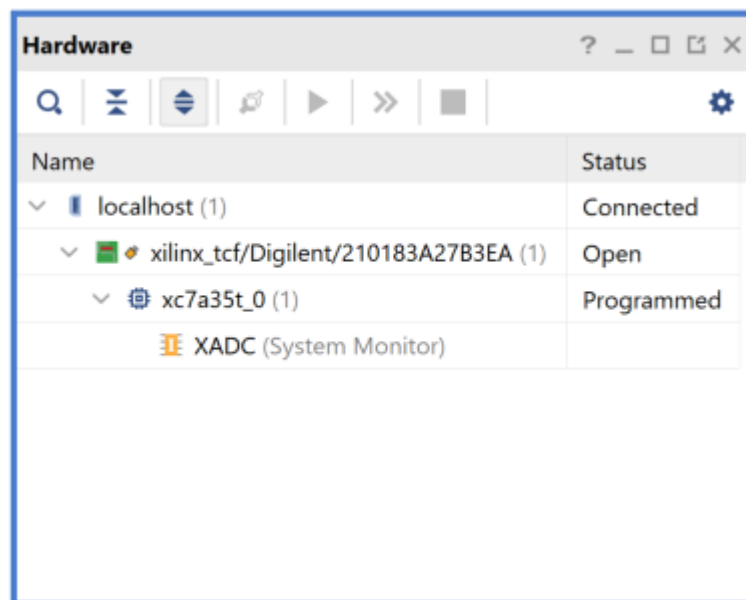 Hardware
Name Status
localhost (1) Connected
xilinx_tcf/Digilent/210183A27B3EA (1) Open
xc7a35t_0 (1) Programmed
XADC (System Monitor)